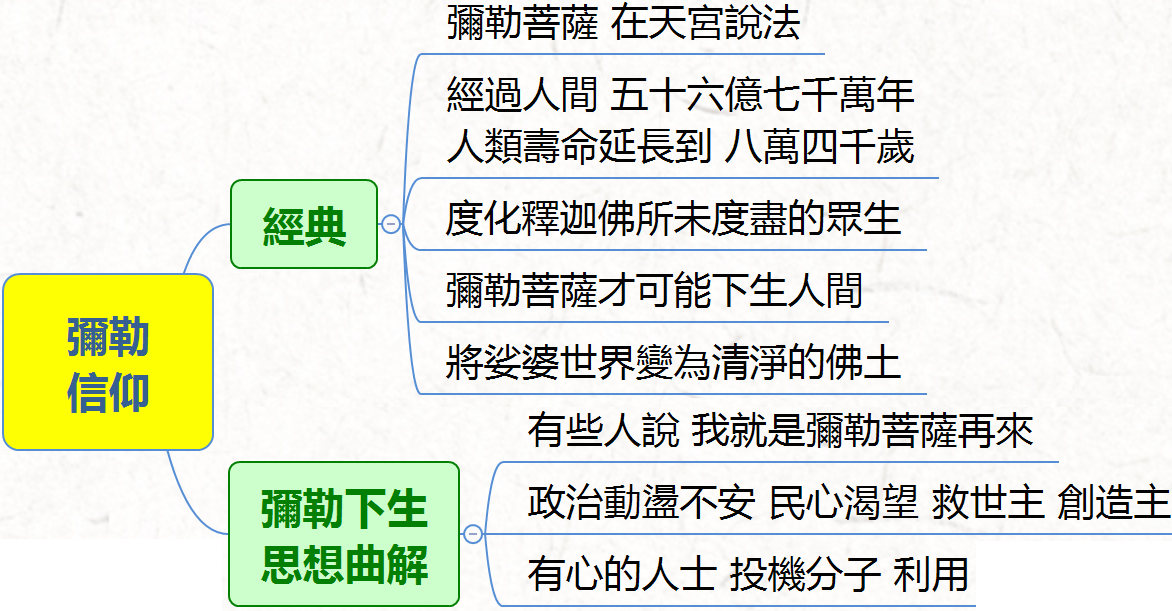 彌勒菩薩 在天宮說法
經過人間 五十六億七千萬年
人類壽命延長到 八萬四千歲
經典
度化釋迦佛所未度盡的眾生
彌勒菩薩才可能下生人間
將娑婆世界變為清淨的佛土
彌勒
信仰
有些人說 我就是彌勒菩薩再來
彌勒下生
思想曲解
政治動盪不安 民心渴望 救世主 創造主
有心的人士 投機分子 利用